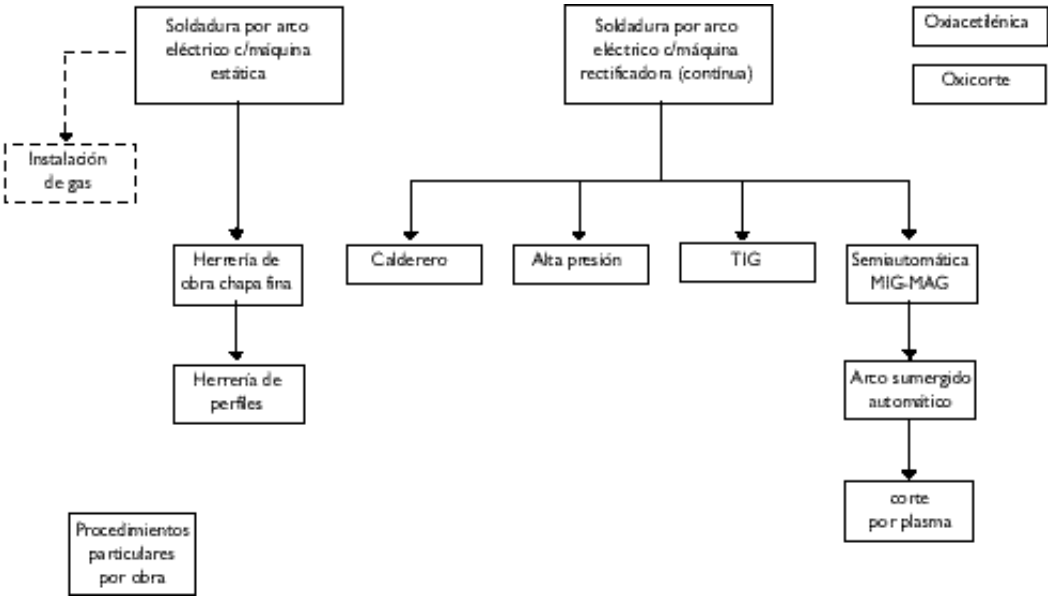 Soldadura por arco
eléctrico c/máquina
estática
Soldadura por arco
eléctrico c/máquina
rectificadora (contínua)
Oxiacetilénica
Oxicorte
Instalación
de gas
Herrería de
obra chapa fina
Calderero
Alta presión
TIG
Semiautomática
MIG-MAG
Herrería de
perfiles
Arco sumergido
automático
corte
por plasma
Procedimientos
particulares
por obra